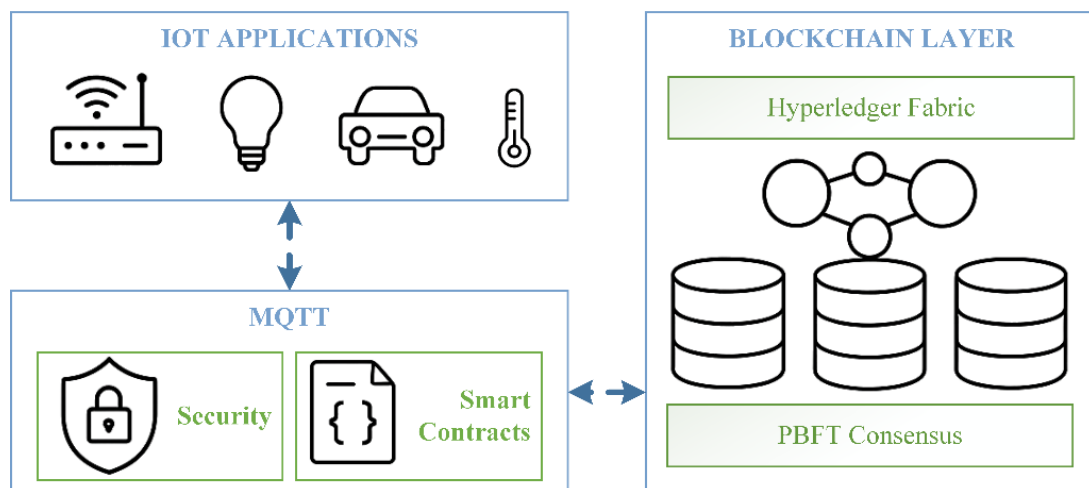 IOT APPLICATIONS
MQTT
Security
Smart
Contracts
BLOCKCHAIN LAYER
Hyperledger Fabric
PBFT Consensus